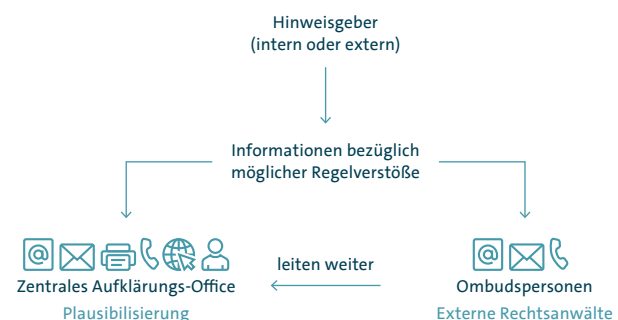 Hinweisgeber
(intern oder extern)
Informationen bezüglich
möglicher Regelverstöße
@
@
leiten weiter
Zentrales Aufklärungs-Office
Ombudspersonen
Plausibilisierung
Externe Rechtsanwälte